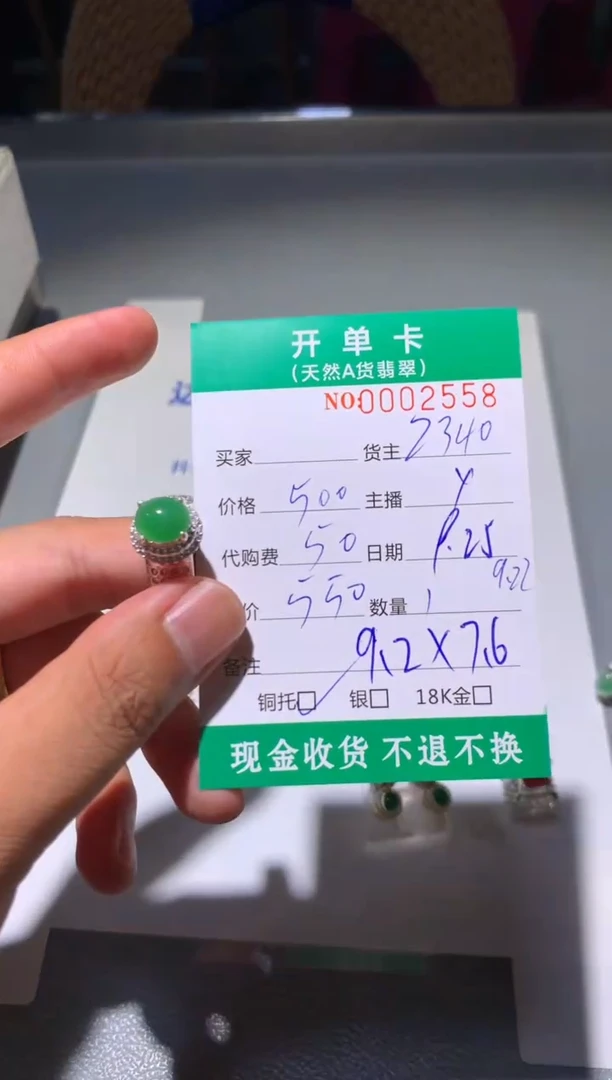 开单卡
(天然A货翡翠)
NO:0002558
买家 货主 2340
价格 500 主播 Y
代购费 50 日期 9.25
9.22
价 550 数量 1
备注 9.2X7.6
铜托☑ 银□ 18K金□
现金收货 不退不换